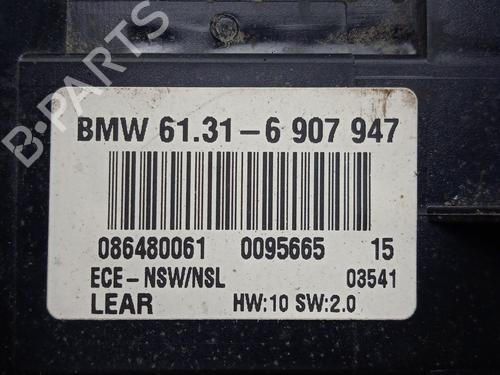 B-PARTS
BMW 61.31-6 907 947
086480061 0095665 15
ECE-NSW/NSL 03541
LEAR HW:10 SW:2.0